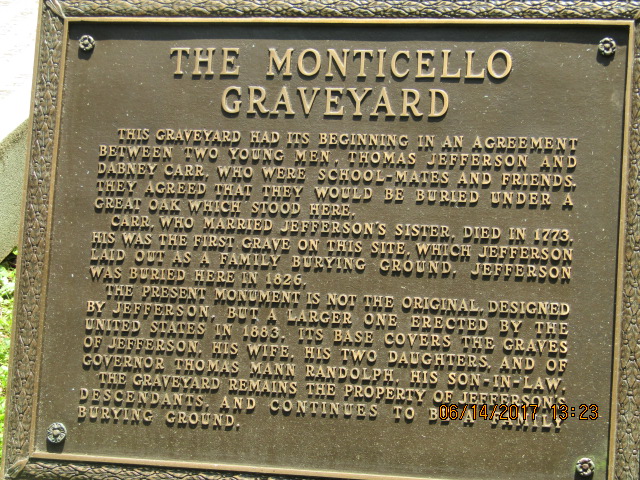 THE MONTICELLO
GRAVEYARD
THIS GRAVEYARD HAD ITS BEGINNING IN AN AGREEMENT
BETWEEN TWO YOUNG MEN, THOMAS JEFFERSON AND
DABNEY CARR, WHO WERE SCHOOL-MATES AND FRIENDS.
THEY AGREED THAT THEY WOULD BE BURIED UNDER A
GREAT OAK WHICH STOOD HERE.
CARR, WHO MARRIED JEFFERSON'S SISTER, DIED IN 1773.
HIS WAS THE FIRST GRAVE ON THIS SITE, WHICH JEFFERSON
LAID OUT AS A FAMILY BURYING GROUND. JEFFERSON
WAS BURIED HERE IN 1826.
THE PRESENT MONUMENT IS NOT THE ORIGINAL, DESIGNED
BY JEFFERSON, BUT A LARGER ONE ERECTED BY THE
UNITED STATES IN 1883. ITS BASE COVERS THE GRAVES
OF JEFFERSON, HIS WIFE, HIS TWO DAUGHTERS, AND OF
GOVERNOR THOMAS MANN RANDOLPH, HIS SON-IN-LAW.
THE GRAVEYARD REMAINS THE PROPERTY OF JEFFERSON'S
DESCENDANTS, AND CONTINUES TO BE A FAMILY
BURYING GROUND.
06/14/2017 13:23